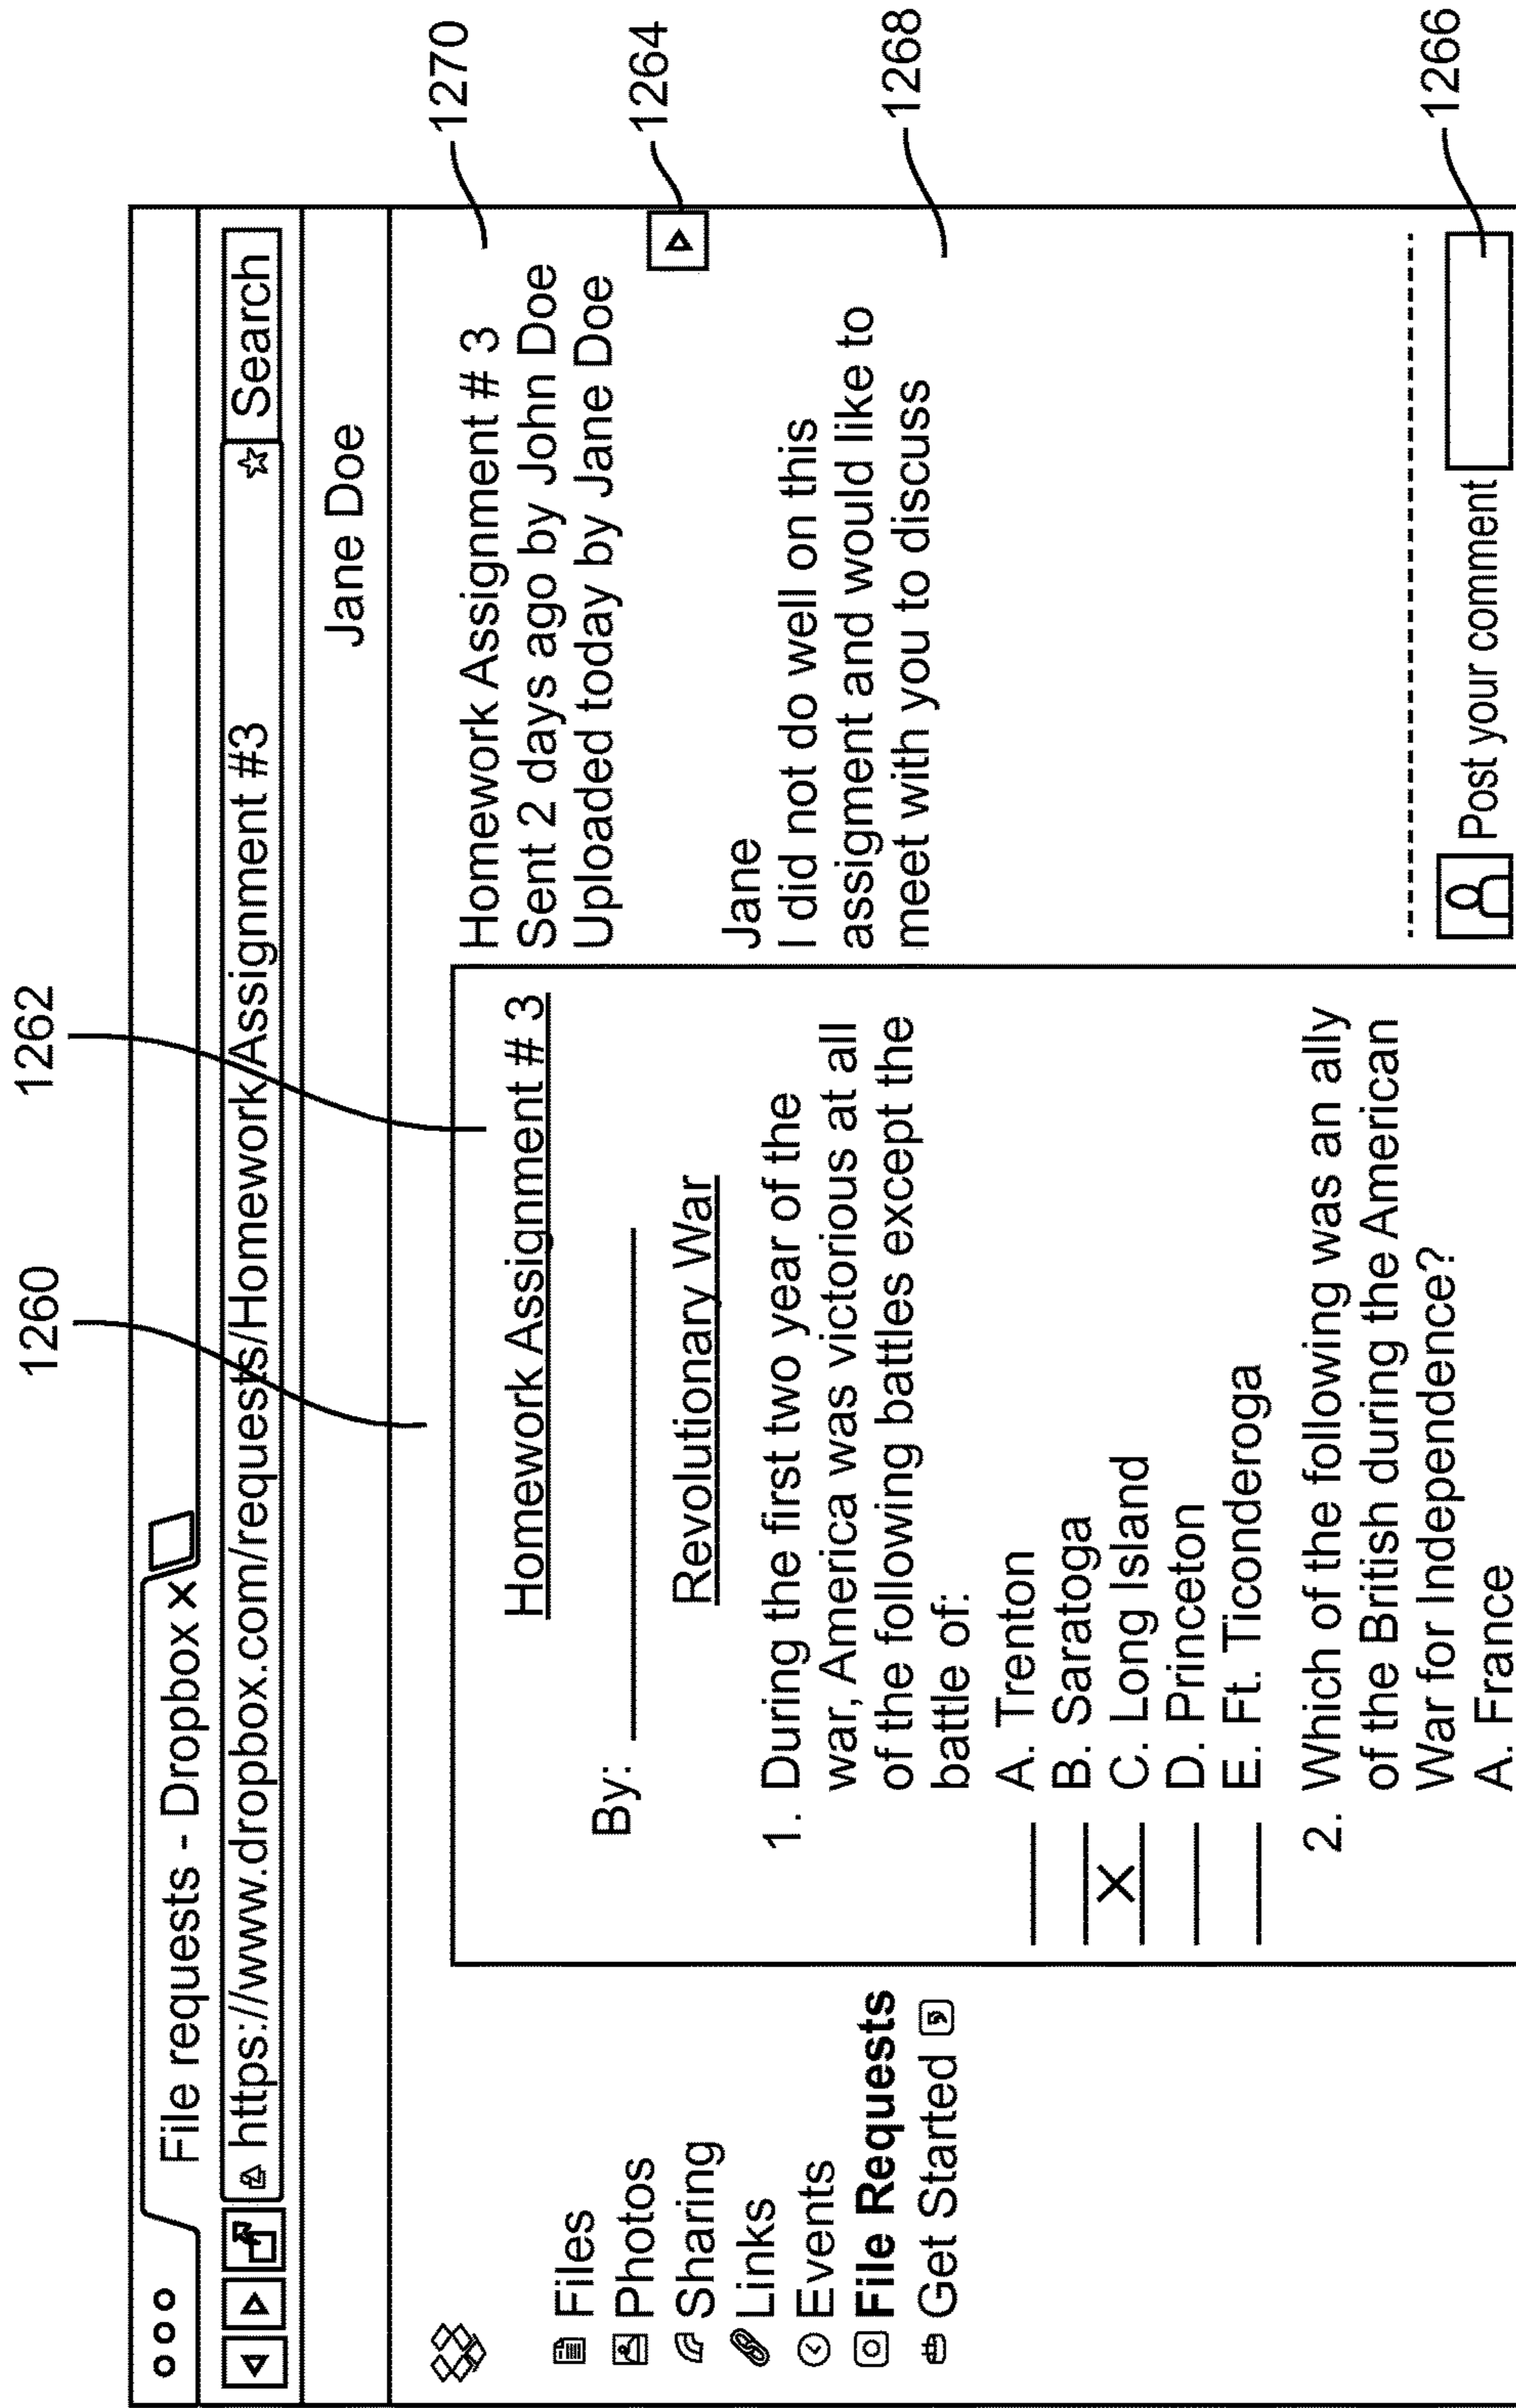 1260
1262
File requests - Dropbox X
https://www.dropbox.com/requests/Homework/Assignment #3
Search
Jane Doe
Files
Photos
Sharing
Links
Events
File Requests
Get Started
Homework Assignment # 3
By:
Revolutionary War
1. During the first two year of the
war, America was victorious at all
of the following battles except the
battle of:
A. Trenton
B. Saratoga
X C. Long Island
D. Princeton
E. Ft. Ticonderoga
2. Which of the following was an ally
of the British during the American
War for Independence?
A. France
Homework Assignment # 3
Sent 2 days ago by John Doe
Uploaded today by Jane Doe
Jane
I did not do well on this
assigment and would like to
meet with you to discuss
Post your comment
1270
1264
1268
1266